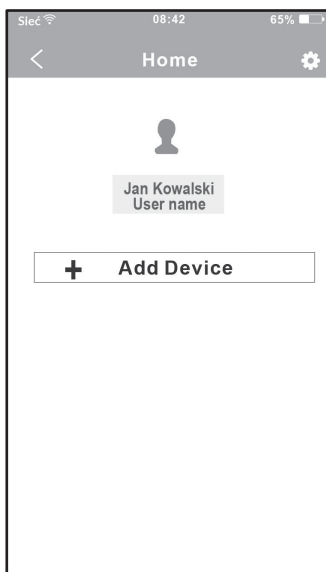 Sieć 08:42 65%
Home
Jan Kowalski
User name
+ Add Device